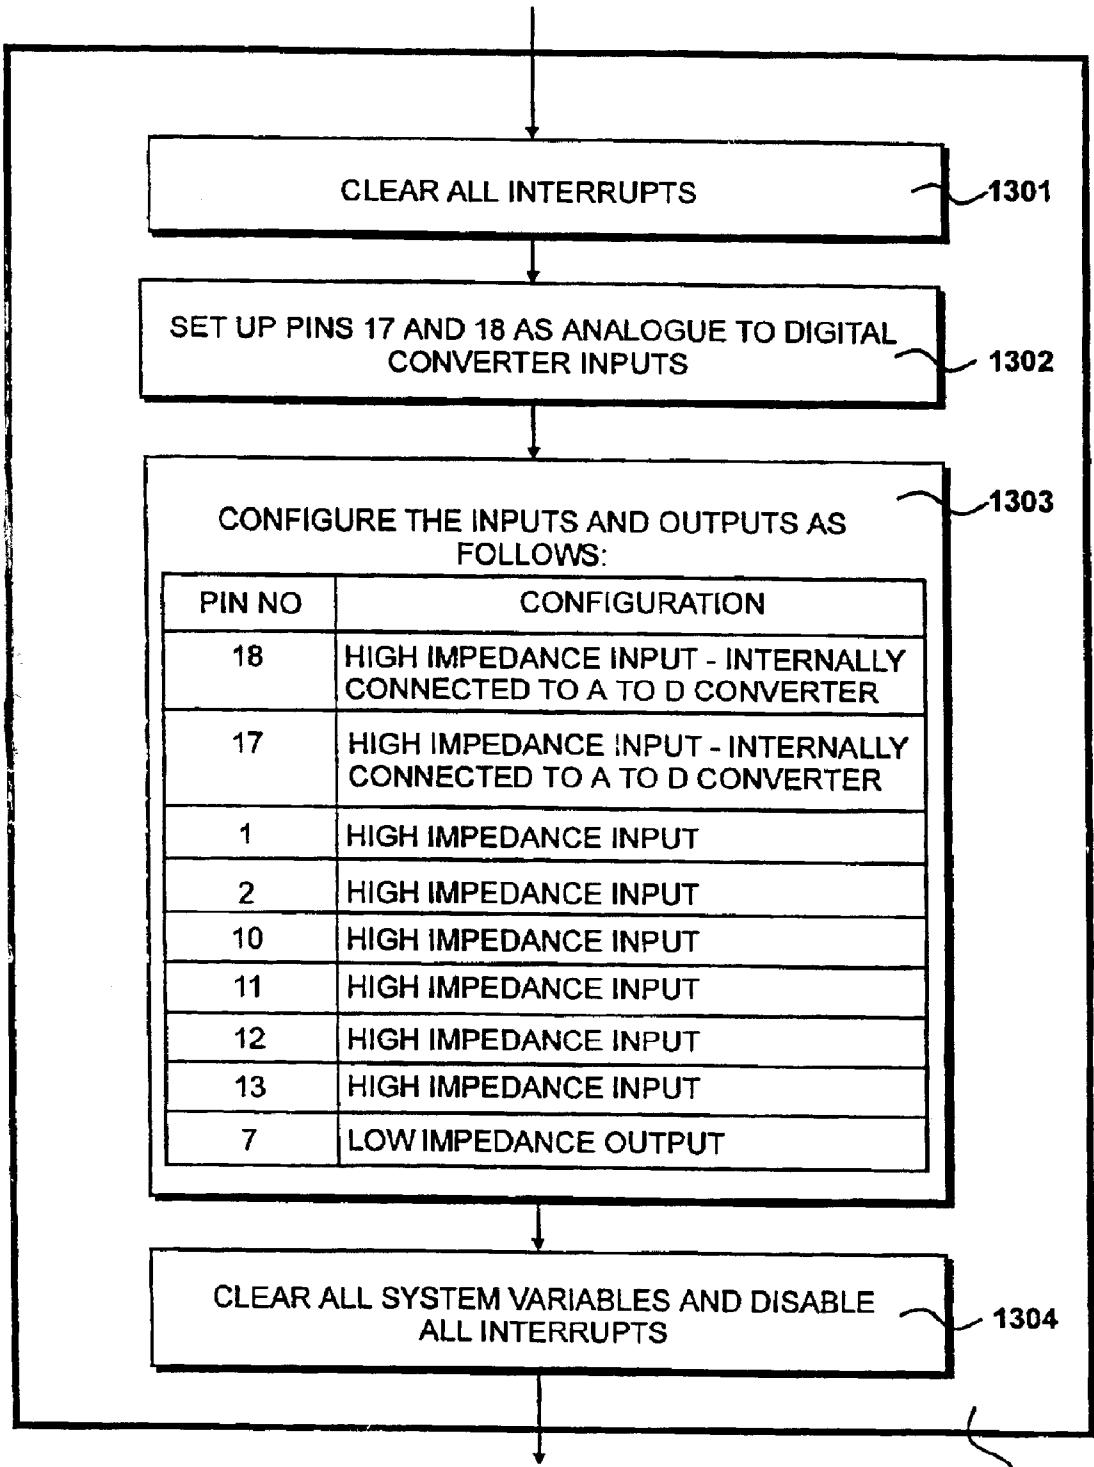 CLEAR ALL INTERRUPTS
1301
SET UP PINS 17 AND 18 AS ANALOGUE TO DIGITAL
CONVERTER INPUTS
1302
1303
CONFIGURE THE INPUTS AND OUTPUTS AS
FOLLOWS:
PIN NO CONFIGURATION
18 HIGH IMPEDANCE INPUT - INTERNALLY
CONNECTED TO A TO D CONVERTER
17 HIGH IMPEDANCE INPUT - INTERNALLY
CONNECTED TO A TO D CONVERTER
1 HIGH IMPEDANCE INPUT
2 HIGH IMPEDANCE INPUT
10 HIGH IMPEDANCE INPUT
11 HIGH IMPEDANCE INPUT
12 HIGH IMPEDANCE INPUT
13 HIGH IMPEDANCE INPUT
7 LOW IMPEDANCE OUTPUT
CLEAR ALL SYSTEM VARIABLES AND DISABLE
ALL INTERRUPTS
1304